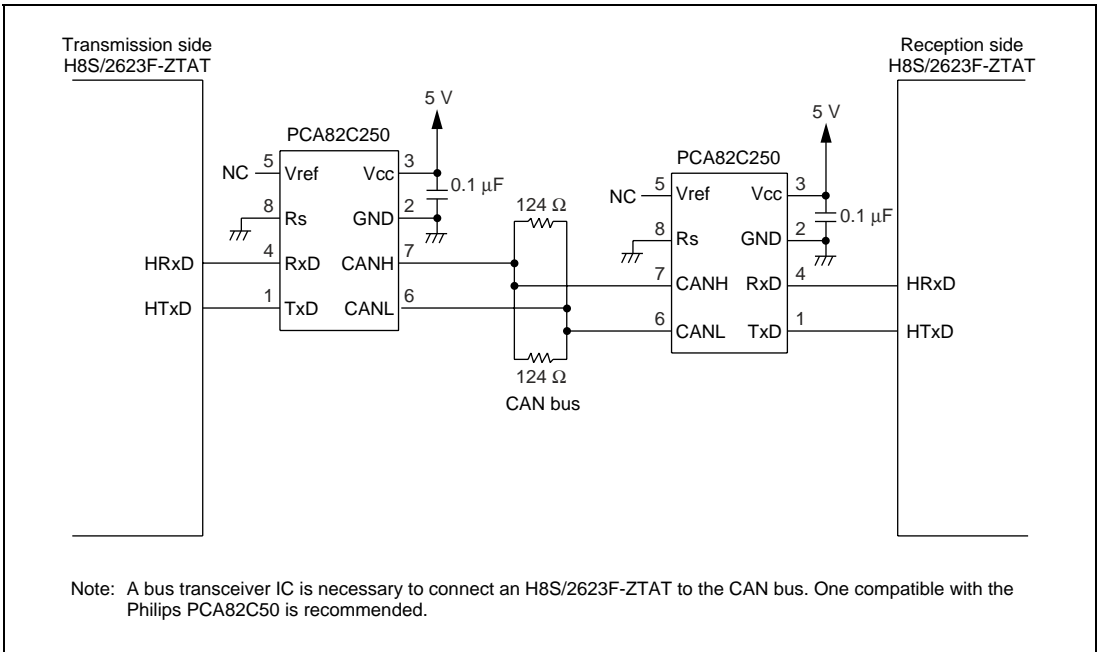 Transmission side
H8S/2623F-ZTAT
Reception side
H8S/2623F-ZTAT
5 V
PCA82C250
NC 5 Vref Vcc 3
0.1 μF
8 Rs GND 2
HRxD 4 RxD CANH 7
HTxD 1 TxD CANL 6
124 Ω
124 Ω
CAN bus
5 V
PCA82C250
NC 5 Vref Vcc 3
0.1 μF
8 Rs GND 2
7 CANH RxD 4 HRxD
6 CANL TxD 1 HTxD
Note: A bus transceiver IC is necessary to connect an H8S/2623F-ZTAT to the CAN bus. One compatible with the
Philips PCA82C50 is recommended.